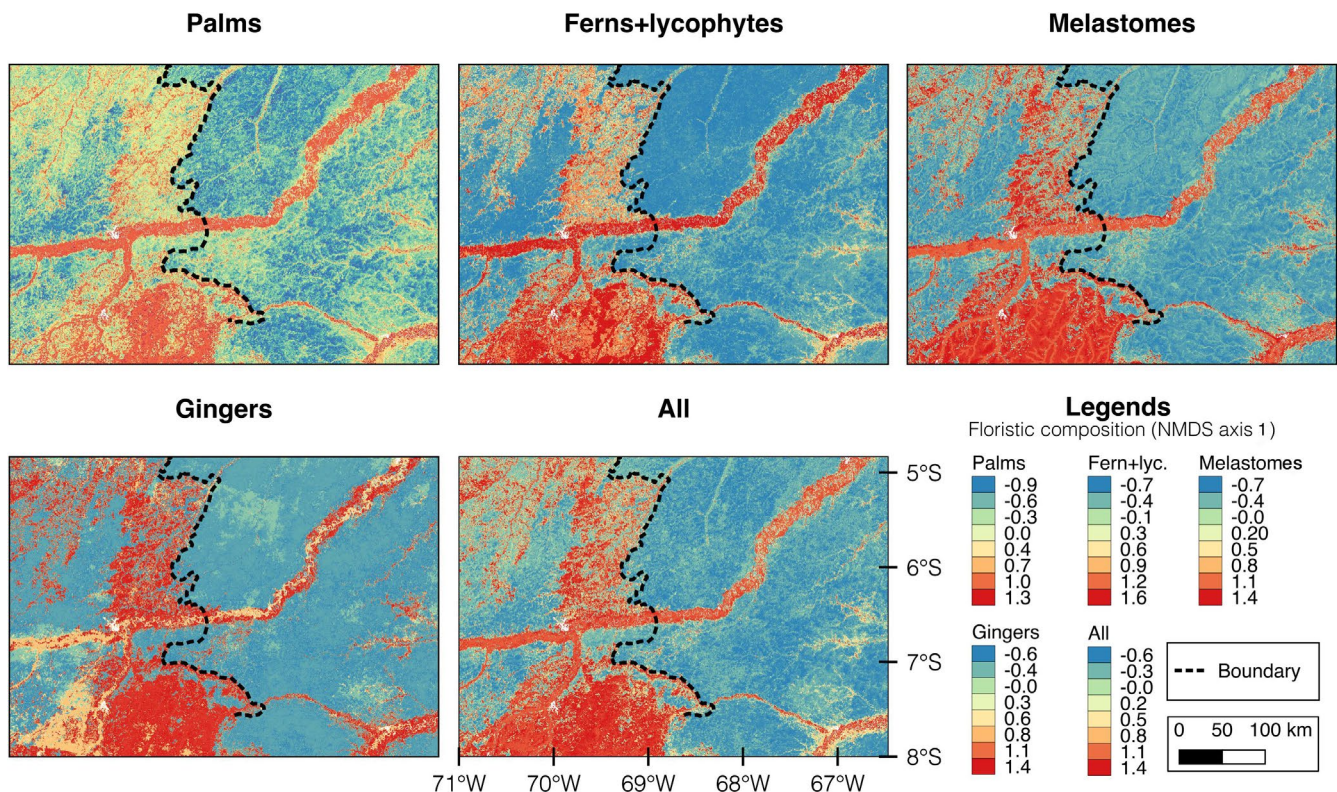 Palms
Ferns+lycophytes
Melastomes
Gingers
All
Legends
Floristic composition (NMDS axis 1)
Palms
-0.9
-0.6
-0.3
0.0
0.4
0.7
1.0
1.3
Fern+lyc.
-0.7
-0.4
-0.1
0.3
0.6
0.9
1.2
1.6
Melastomes
-0.7
-0.4
-0.0
0.20
0.5
0.8
1.1
1.4
Gingers
-0.6
-0.4
-0.0
0.3
0.6
0.8
1.1
1.4
All
-0.6
-0.3
-0.0
0.2
0.5
0.8
1.1
1.4
Boundary
0 50 100 km
5°S
6°S
7°S
8°S
71°W 70°W 69°W 68°W 67°W